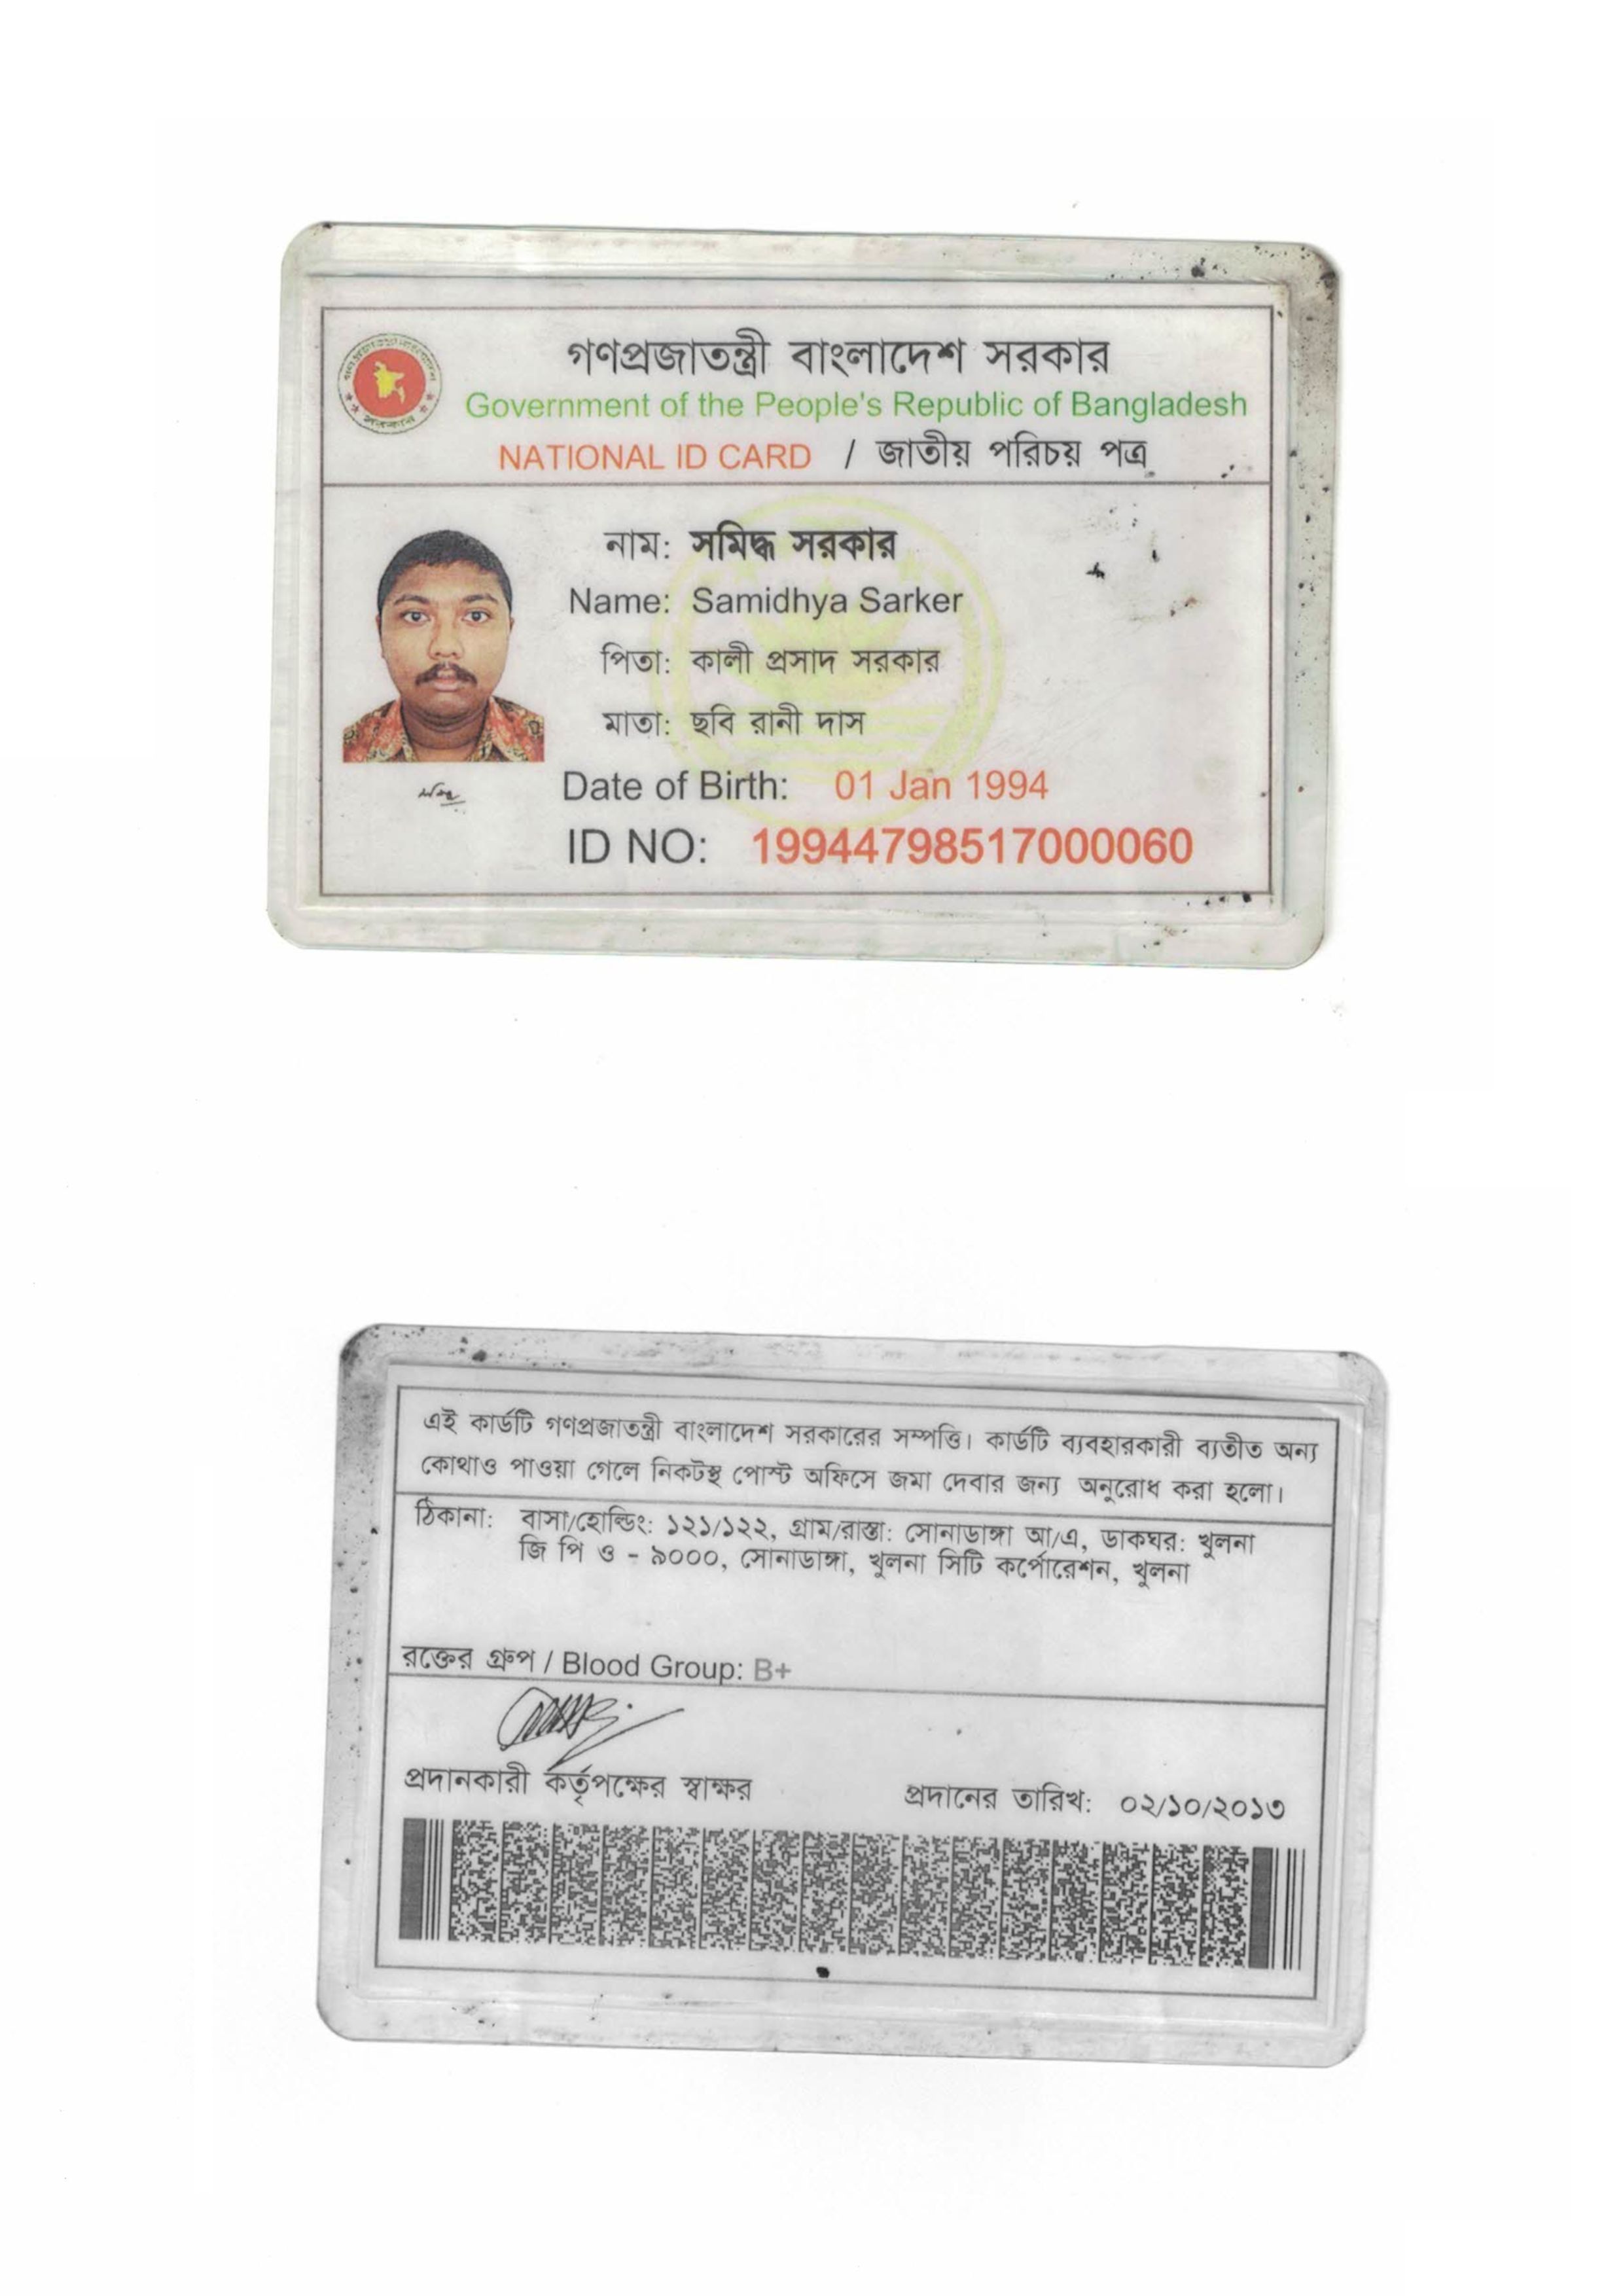 গণপ্রজাতন্ত্রী বাংলাদেশ সরকার
Government of the People's Republic of Bangladesh
NATIONAL ID CARD / জাতীয় পরিচয় পত্র
নাম: সমিদ্ধ সরকার
Name: Samidhya Sarker
পিতা: কালী প্রসাদ সরকার
মাতা: ছবি রানী দাস
Date of Birth: 01 Jan 1994
ID NO: 19944798517000060
এই কার্ডটি গণপ্রজাতন্ত্রী বাংলাদেশ সরকারের সম্পত্তি। কার্ডটি ব্যবহারকারী ব্যতীত অন্য
কোথাও পাওয়া গেলে নিকটস্থ পোস্ট অফিসে জমা দেবার জন্য অনুরোধ করা হলো।
ঠিকানা: বাসা/হোল্ডিং: ১২১/১২২, গ্রাম/রাস্তা: সোনাডাঙ্গা আ/এ, ডাকঘর: খুলনা
জি পি ও - ৯০০০, সোনাডাঙ্গা, খুলনা সিটি কর্পোরেশন, খুলনা
রক্তের গ্রুপ / Blood Group: B+
প্রদানকারী কর্তৃপক্ষের স্বাক্ষর প্রদানের তারিখ: ০২/১০/২০১৩